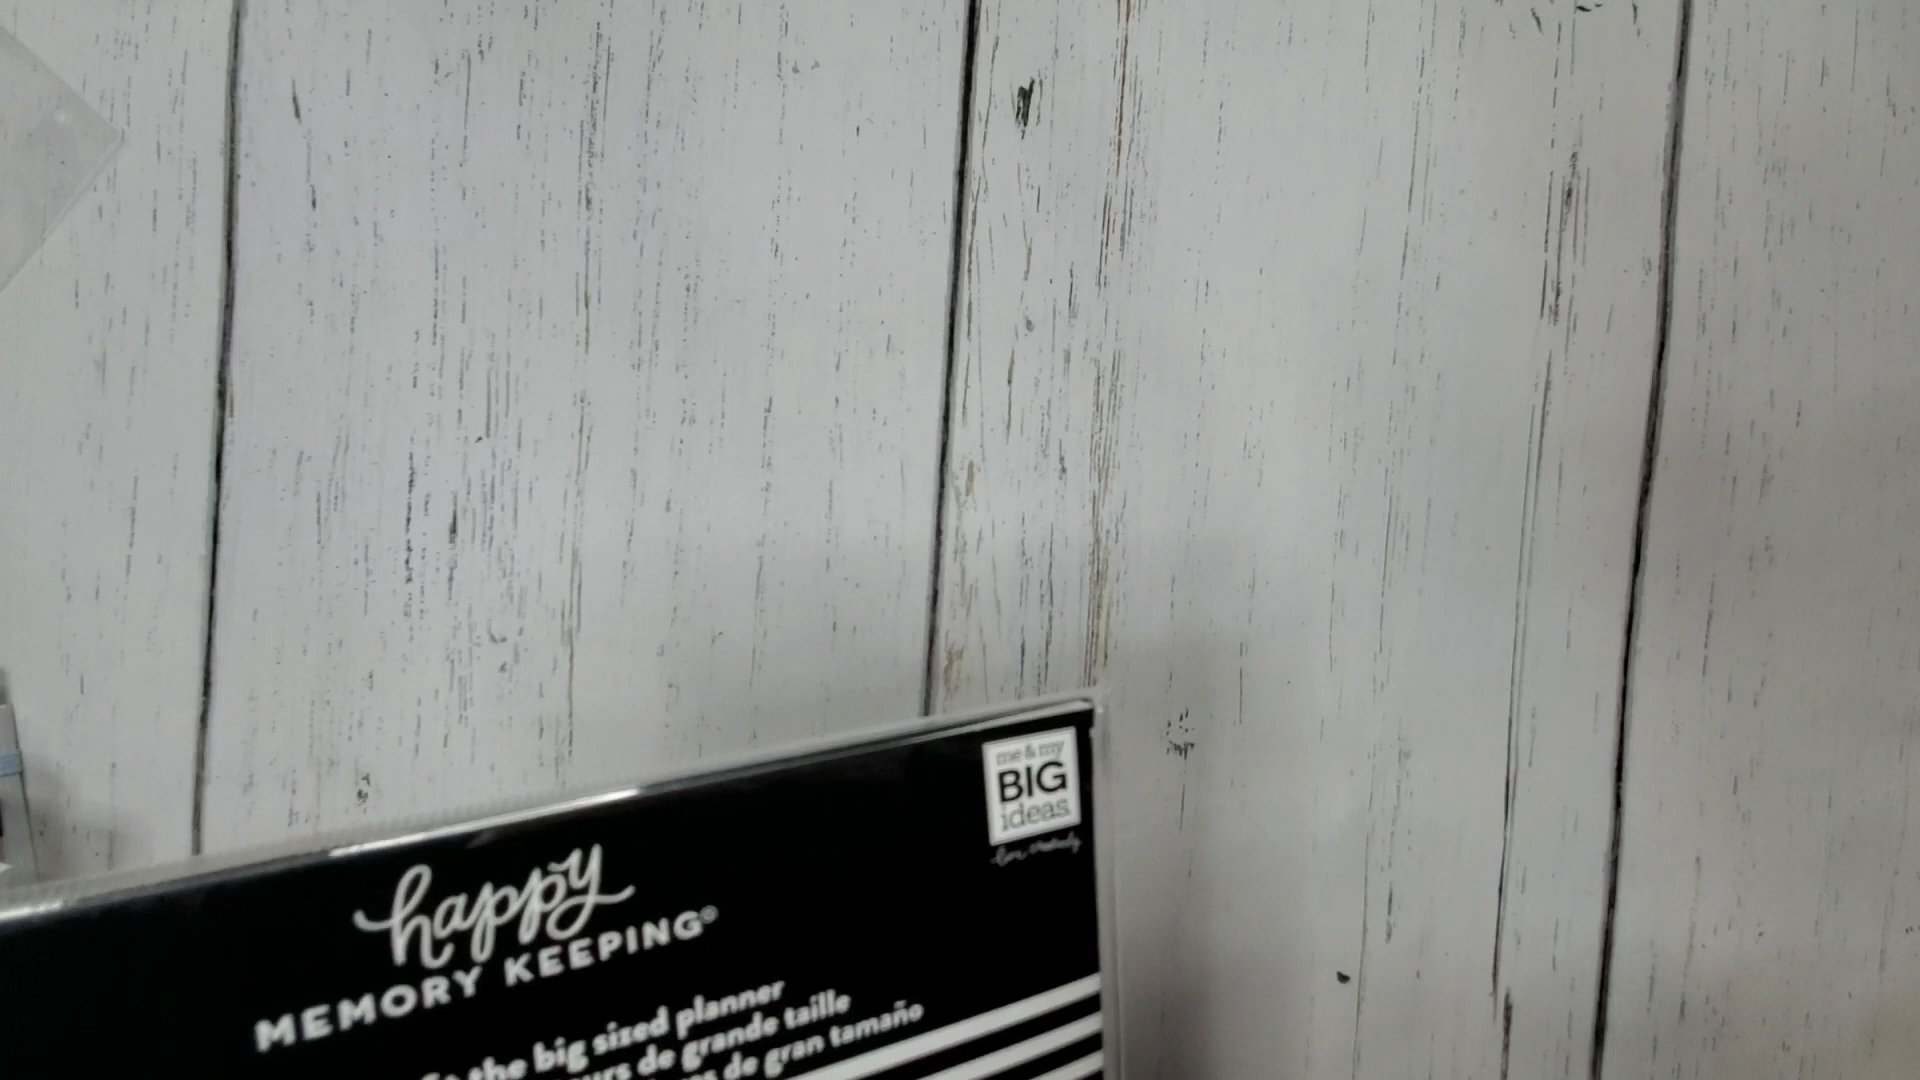 me & my
BIG
ideas
happy
MEMORY KEEPING®
the big sized planner
de grande taille
de gran tamaño